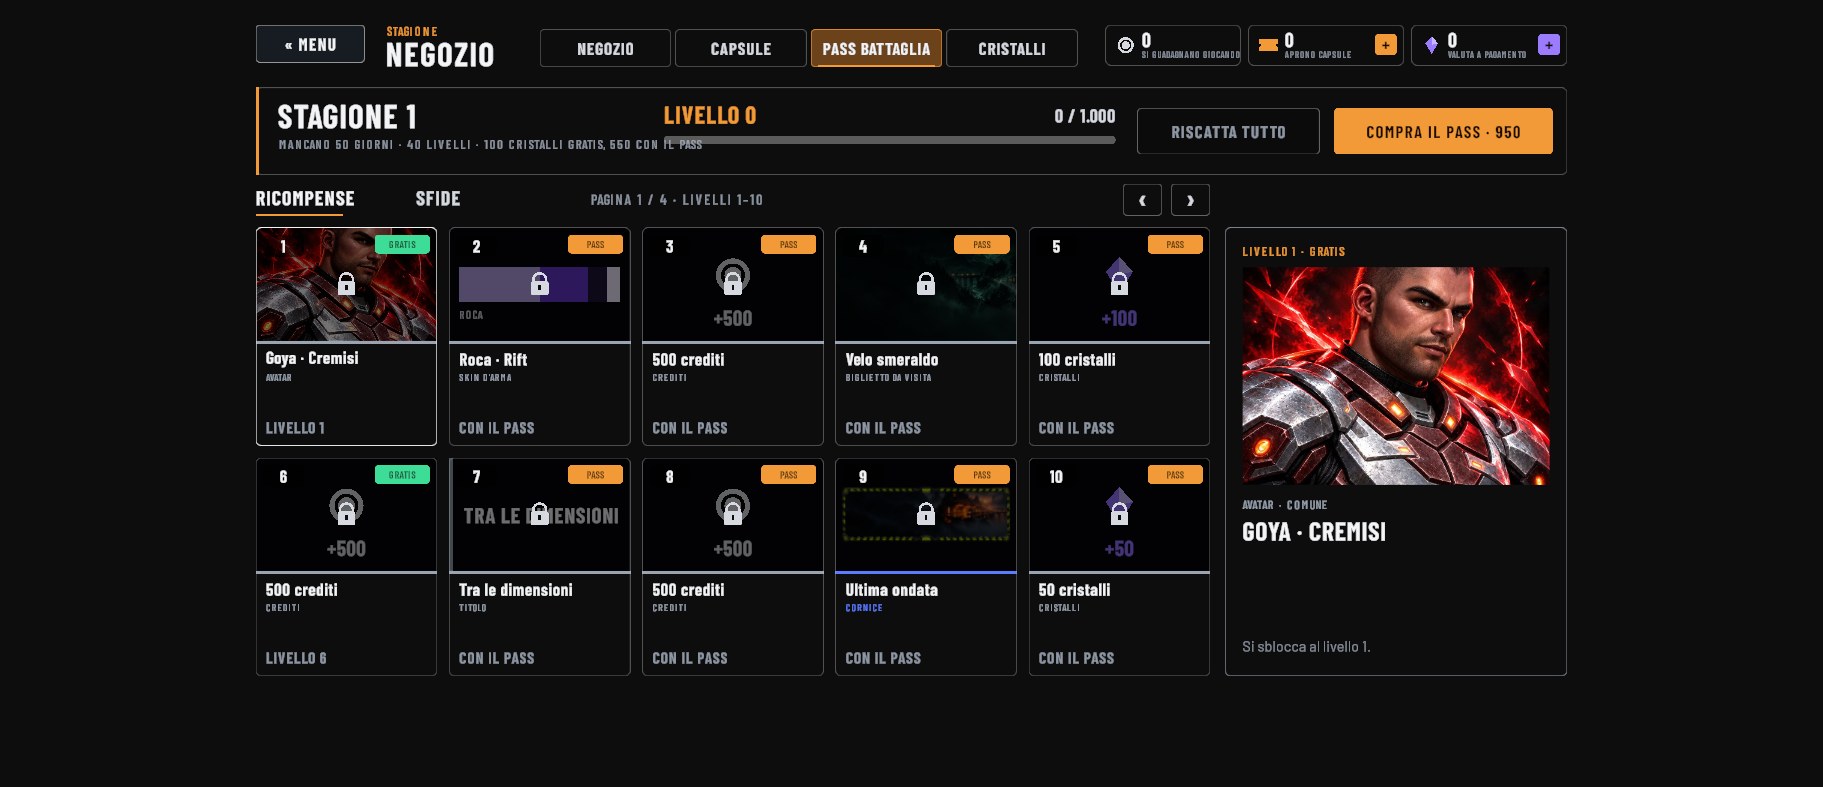 « MENU
STAGIONE
NEGOZIO
NEGOZIO
CAPSULE
PASS BATTAGLIA
CRISTALLI
0
SI GUADAGNANO GIOCANDO
0
APRONO CAPSULE
+
0
VALUTA A PAGAMENTO
+
STAGIONE 1
MANCANO 50 GIORNI · 40 LIVELLI · 100 CRISTALLI GRATIS, 550 CON IL PASS
LIVELLO 0
0 / 1.000
RISCATTA TUTTO
COMPRA IL PASS · 950
RICOMPENSE
SFIDE
PAGINA 1 / 4 · LIVELLI 1-10
‹
›
1
GRATIS
Goya · Cremisi
AVATAR
LIVELLO 1
2
PASS
ROCA
Roca · Rift
SKIN D'ARMA
CON IL PASS
3
PASS
+500
500 crediti
CREDITI
CON IL PASS
4
PASS
Velo smeraldo
BIGLIETTO DA VISITA
CON IL PASS
5
PASS
+100
100 cristalli
CRISTALLI
CON IL PASS
6
GRATIS
+500
500 crediti
CREDITI
LIVELLO 6
7
PASS
TRA LE DIMENSIONI
Tra le dimensioni
TITOLO
CON IL PASS
8
PASS
+500
500 crediti
CREDITI
CON IL PASS
9
PASS
Ultima ondata
CORNICE
CON IL PASS
10
PASS
+50
50 cristalli
CRISTALLI
CON IL PASS
LIVELLO 1 · GRATIS
AVATAR · COMUNE
GOYA · CREMISI
Si sblocca al livello 1.